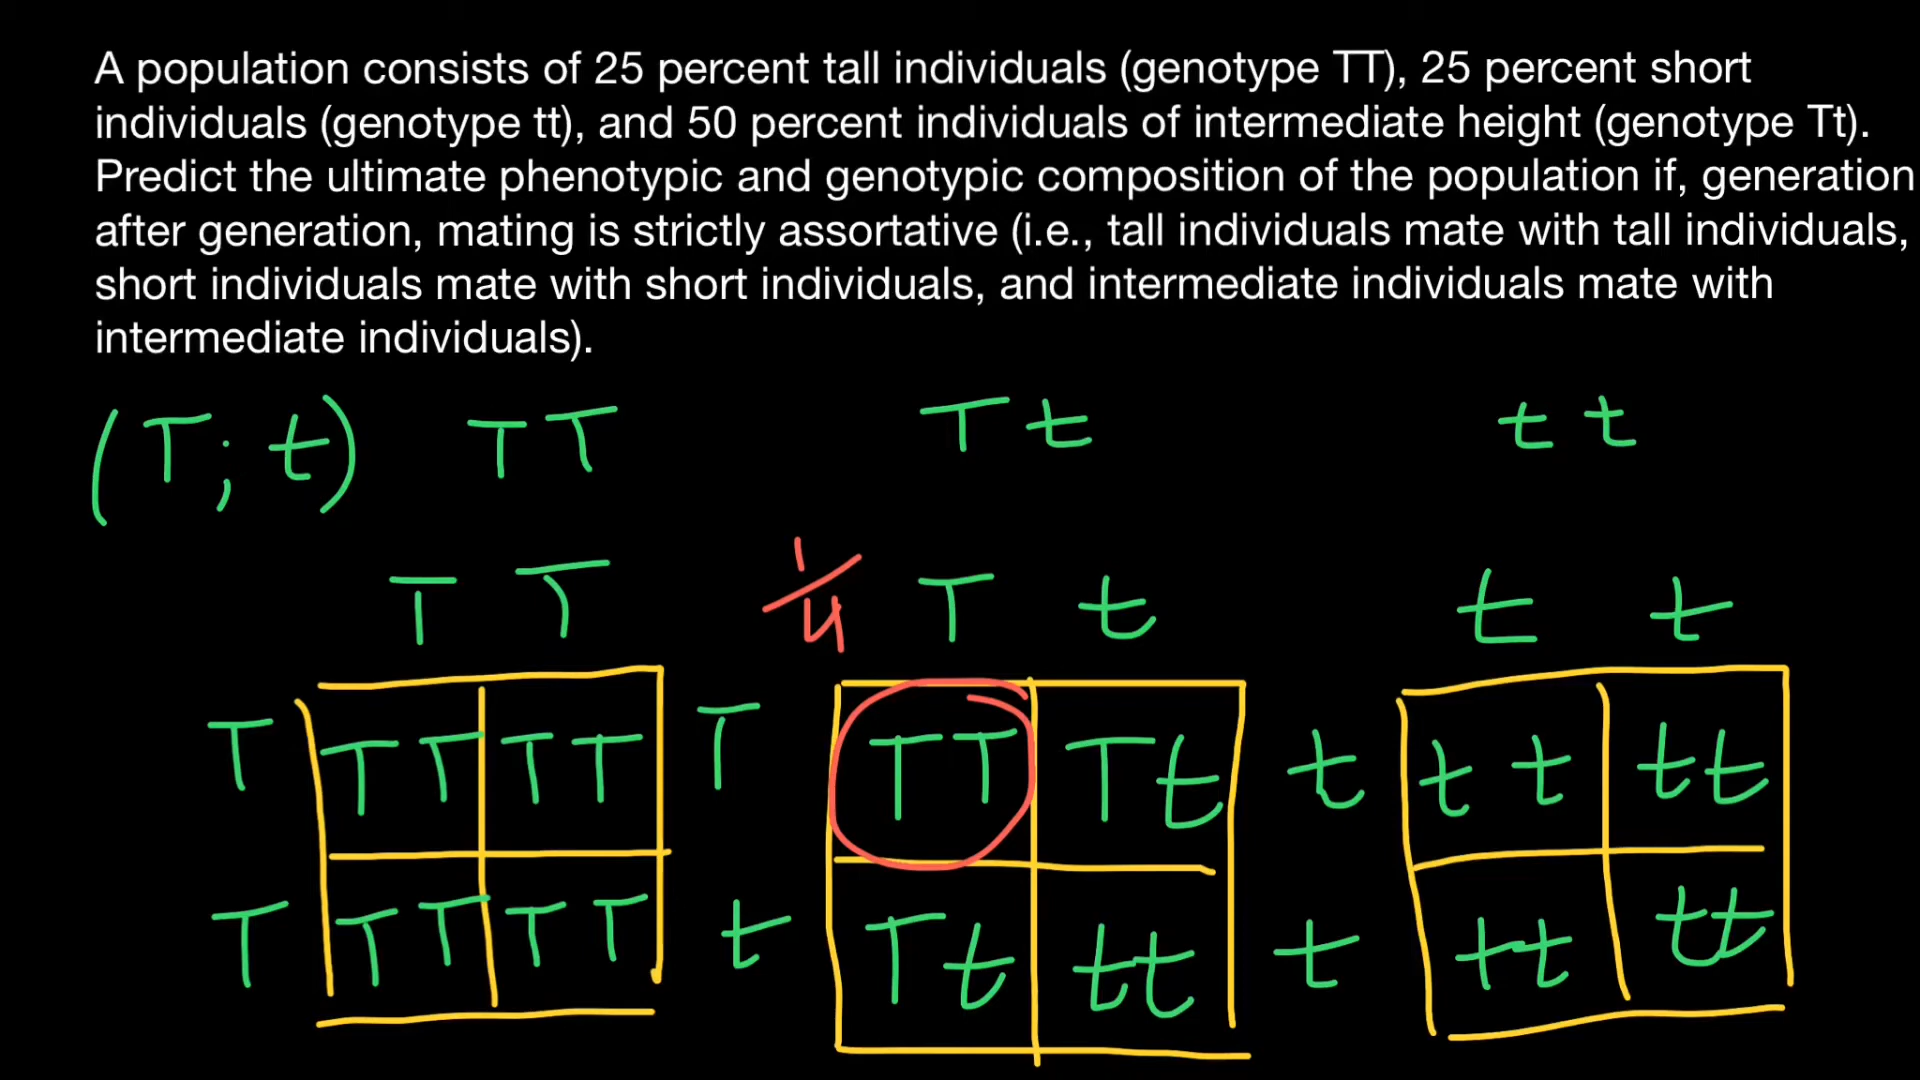 A population consists of 25 percent tall individuals (genotype TT), 25 percent short
individuals (genotype tt), and 50 percent individuals of intermediate height (genotype Tt).
Predict the ultimate phenotypic and genotypic composition of the population if, generation
after generation, mating is strictly assortative (i.e., tall individuals mate with tall individuals,
short individuals mate with short individuals, and intermediate individuals mate with
intermediate individuals).
(T; t) TT Tt tt
T T 1/4 T t t t
T TT TT T TT Tt t tt tt
T TT TT t Tt tt t tt tt